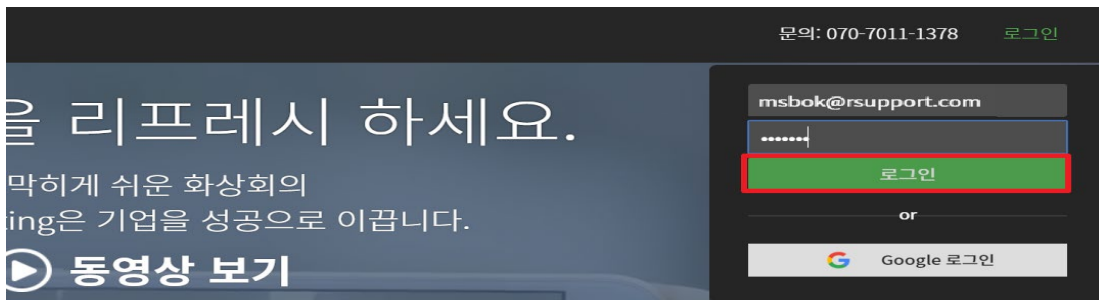 문의: 070-7011-1378 로그인
을 리프레시 하세요.
막히게 쉬운 화상회의
ting은 기업을 성공으로 이끕니다.
동영상 보기
msbok@rsupport.com
•••••••
로그인
or
Google 로그인